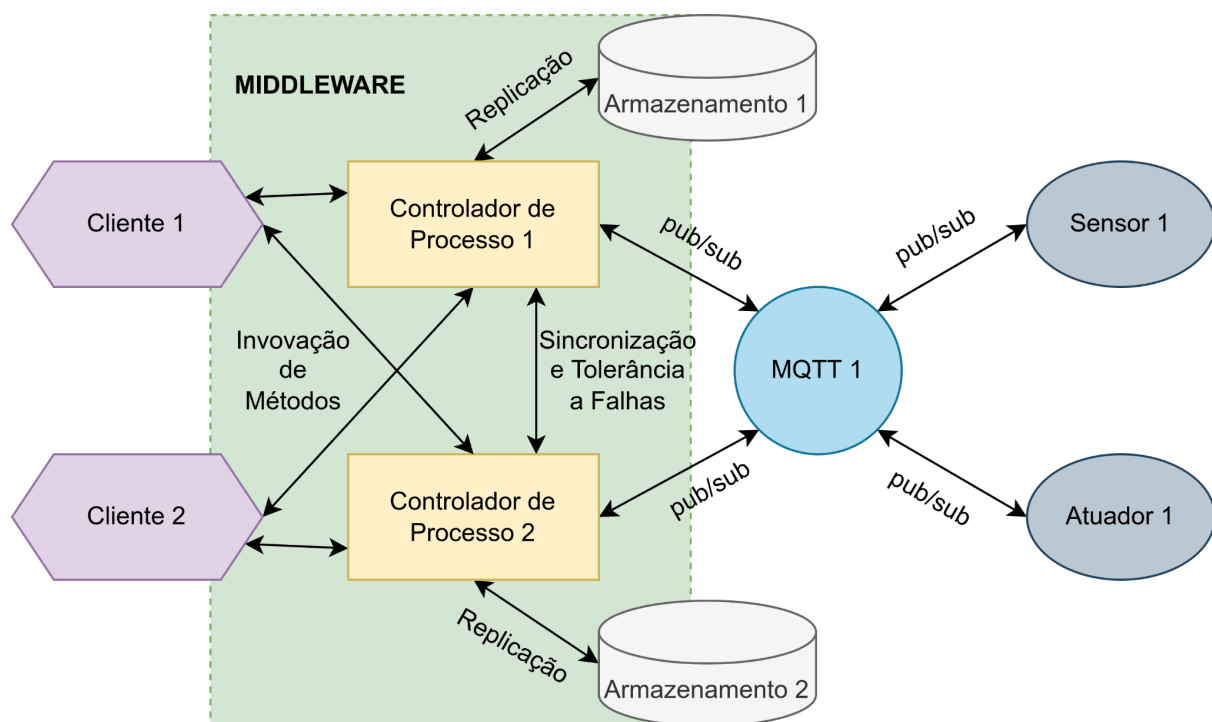 MIDDLEWARE
Replicação
Armazenamento 1
Cliente 1
Controlador de
Processo 1
pub/sub
pub/sub
Sensor 1
Invovação
de
Métodos
Sincronização
e Tolerância
a Falhas
MQTT 1
Cliente 2
Controlador de
Processo 2
pub/sub
pub/sub
Atuador 1
Replicação
Armazenamento 2